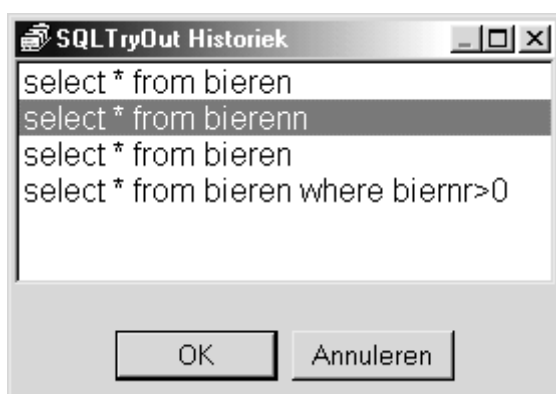 SQLTryOut Historiek
select * from bieren
select * from bierenn
select * from bieren
select * from bieren where biernr>0
OK Annuleren